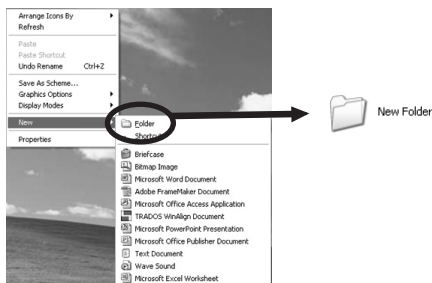 Arrange Icons By
Refresh
Paste
Paste Shortcut
Undo Rename Ctrl+Z
Save As Scheme...
Graphics Options
Display Modes
New
Properties
Folder
Shortcut
Briefcase
Bitmap Image
Microsoft Word Document
Adobe FrameMaker Document
Microsoft Office Access Application
TRADOS WinAlign Document
Microsoft PowerPoint Presentation
Microsoft Office Publisher Document
Text Document
Wave Sound
Microsoft Excel Worksheet
New Folder